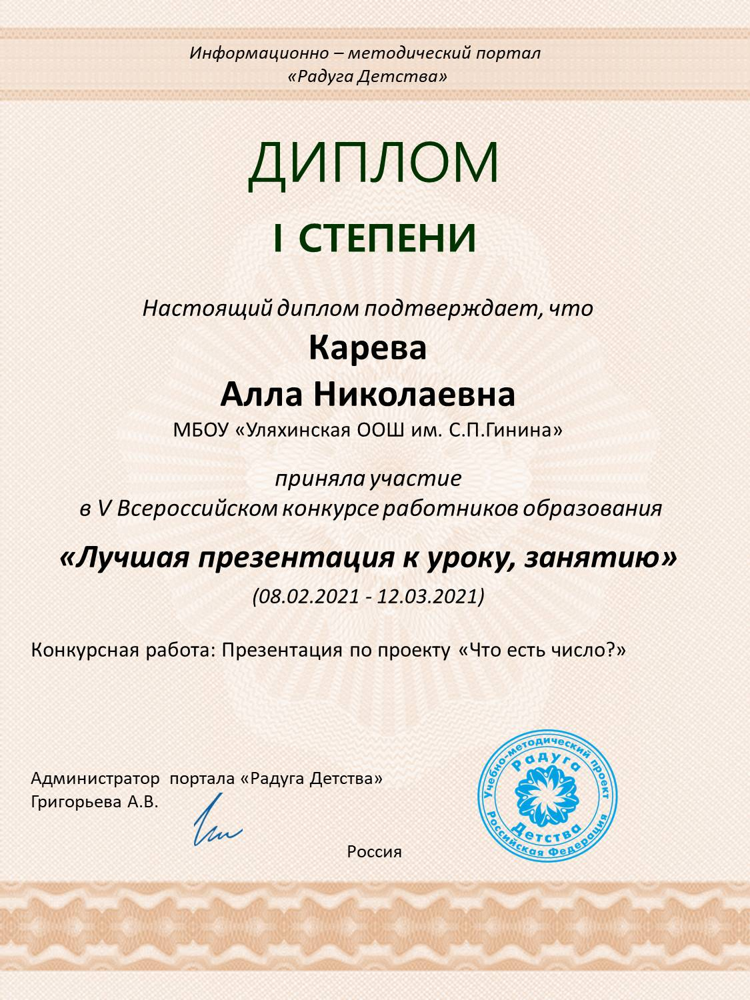 Информационно – методический портал
«Радуга Детства»
ДИПЛОМ
I СТЕПЕНИ
Настоящий диплом подтверждает, что
Карева
Алла Николаевна
МБОУ «Уляхинская ООШ им. С.П.Гинина»
приняла участие
в V Всероссийском конкурсе работников образования
«Лучшая презентация к уроку, занятию»
(08.02.2021 - 12.03.2021)
Конкурсная работа: Презентация по проекту «Что есть число?»
Администратор портала «Радуга Детства»
Григорьева А.В.
Россия
Учебно-методический проект
Радуга
Детства
Российская Федерация